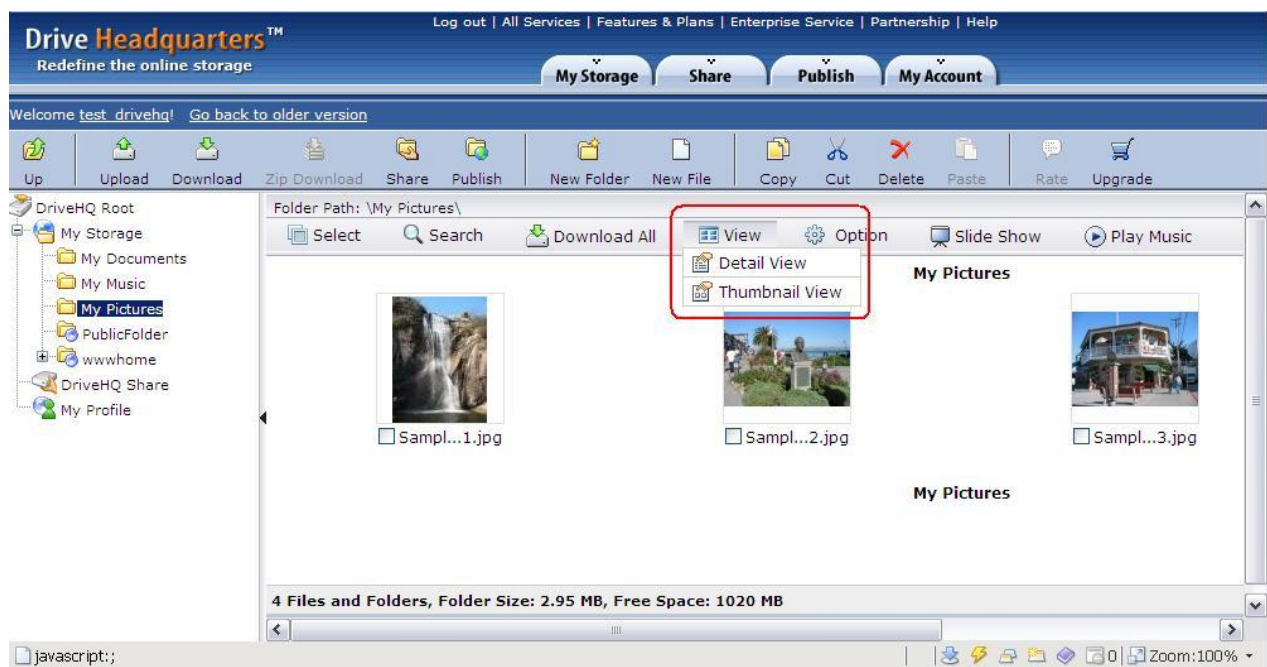 Log out | All Services | Features & Plans | Enterprise Service | Partnership | Help
Drive Headquarters™
Redefine the online storage
My Storage Share Publish My Account
Welcome test_drivehq! Go back to older version
Up Upload Download Zip Download Share Publish New Folder New File Copy Cut Delete Paste Rate Upgrade
DriveHQ Root
My Storage
My Documents
My Music
My Pictures
PublicFolder
wwwhome
DriveHQ Share
My Profile
Folder Path: \My Pictures\
Select Search Download All View Option Slide Show Play Music
Detail View
Thumbnail View
My Pictures
Sampl...1.jpg Sampl...2.jpg Sampl...3.jpg
My Pictures
4 Files and Folders, Folder Size: 2.95 MB, Free Space: 1020 MB
javascript:; 0 Zoom:100%